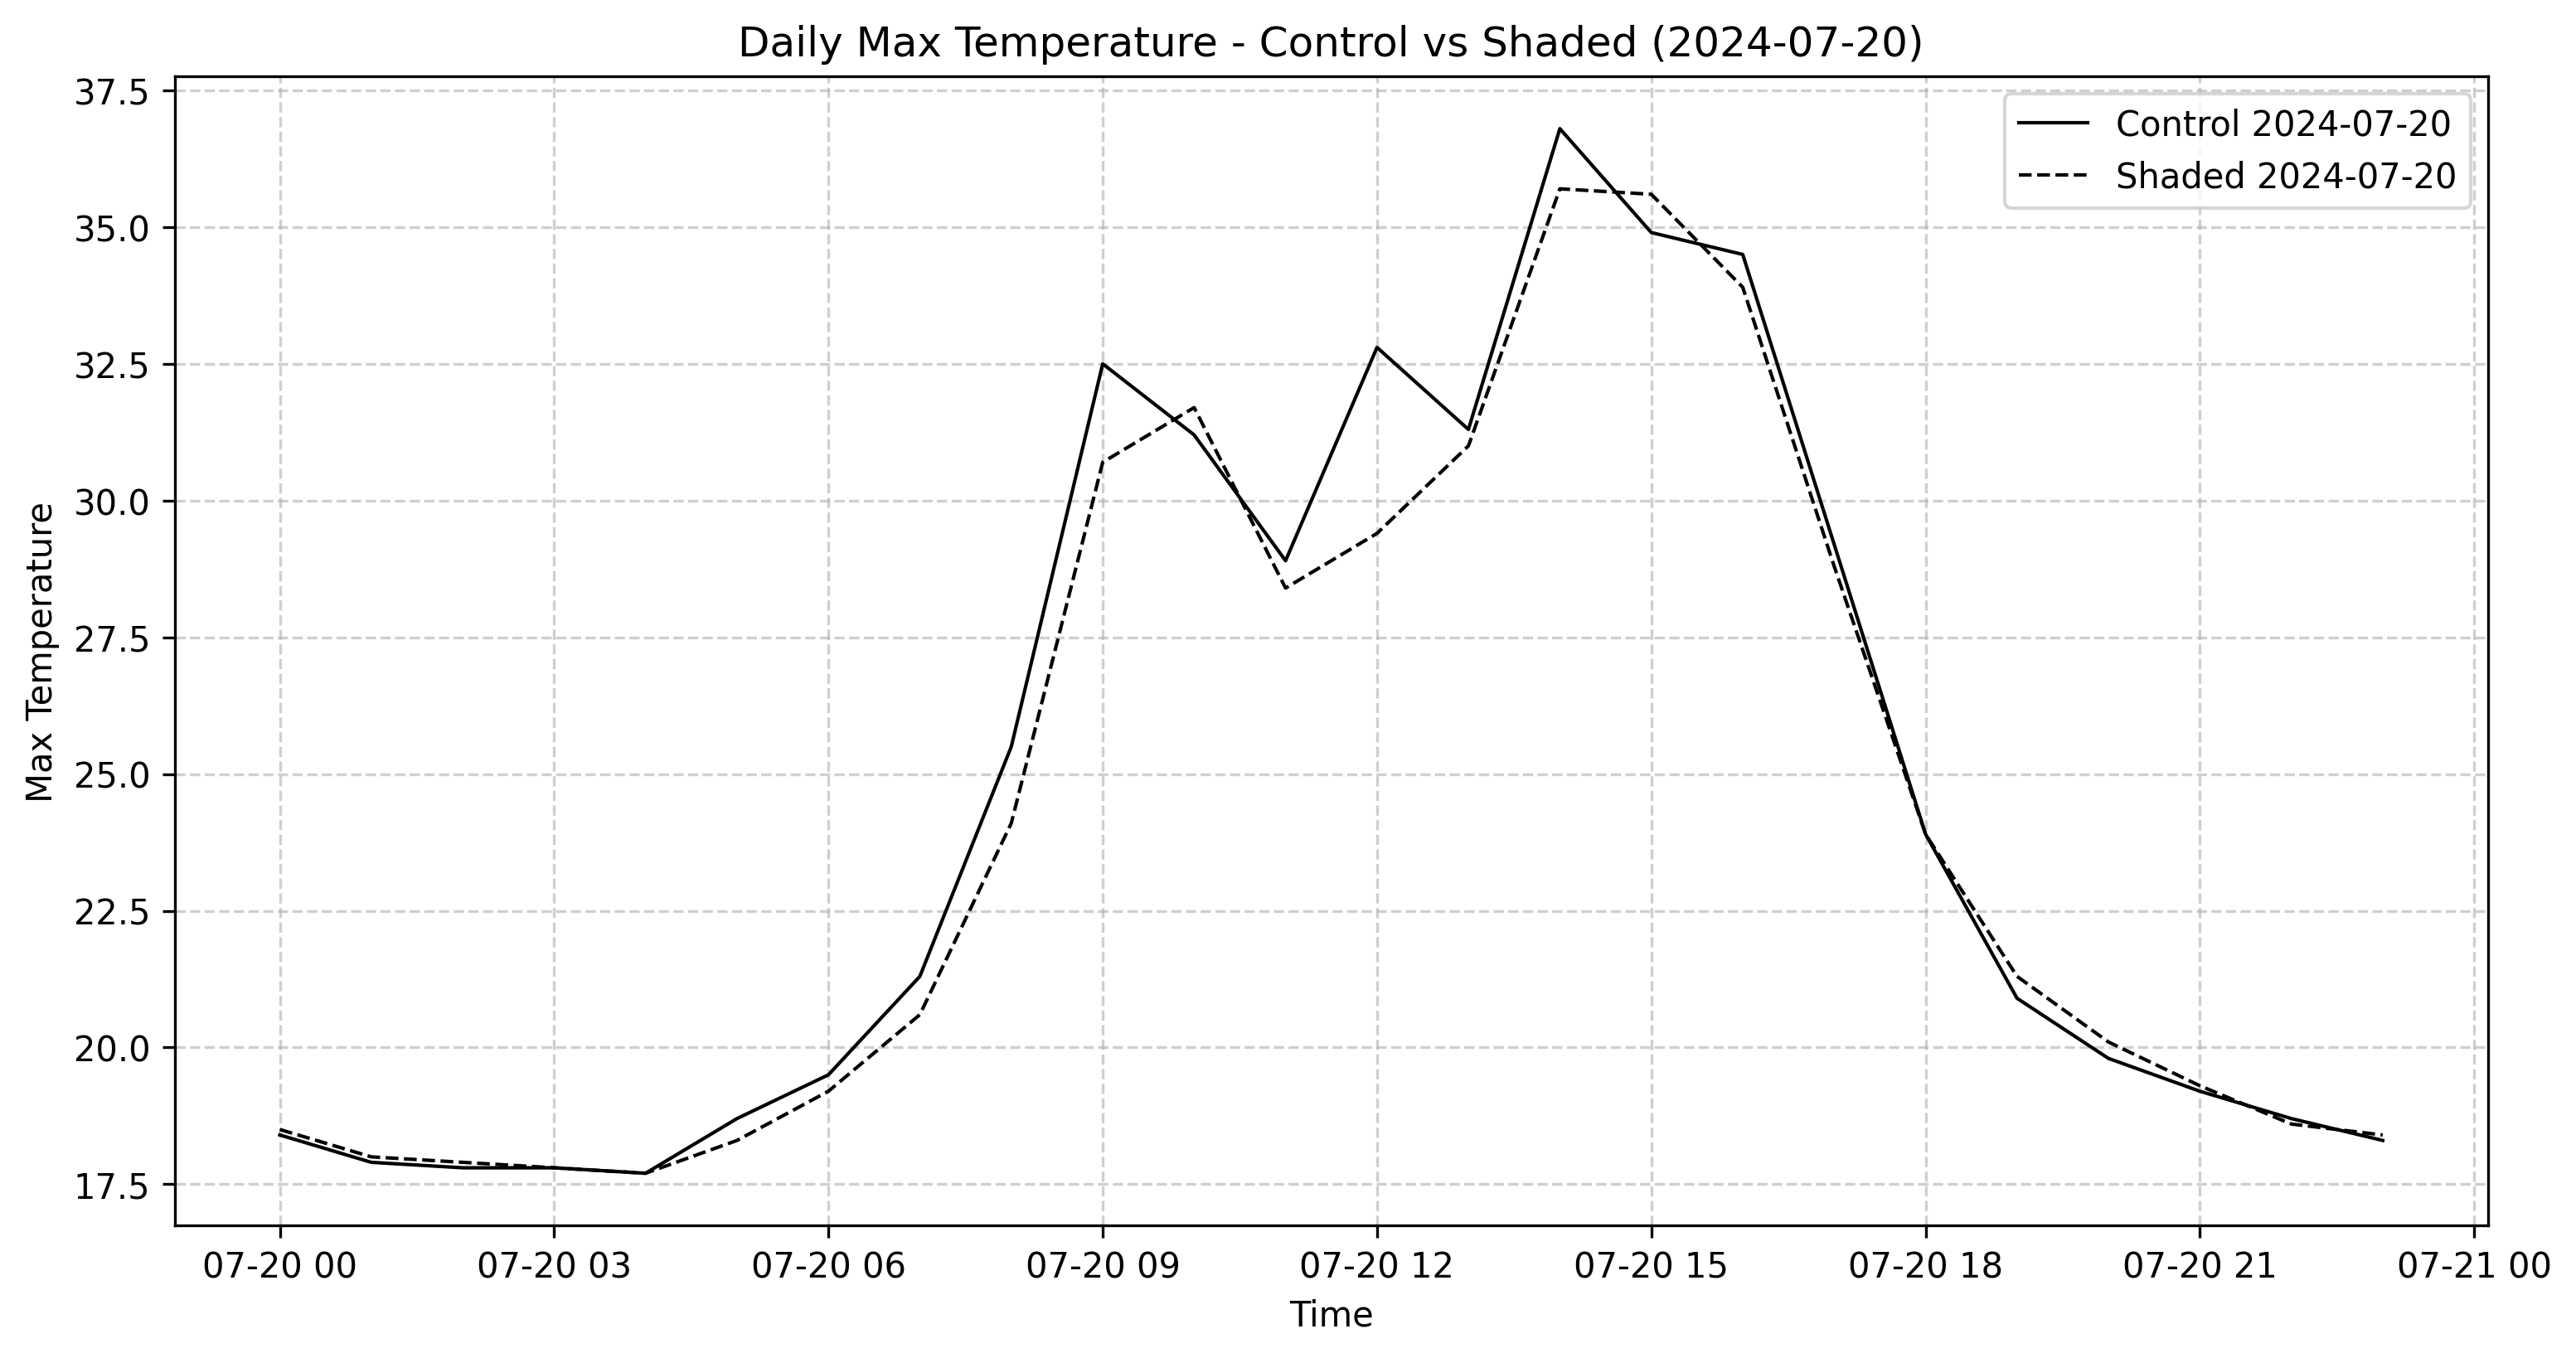 Daily Max Temperature - Control vs Shaded (2024-07-20)
Control 2024-07-20
Shaded 2024-07-20
Max Temperature
37.5
35.0
32.5
30.0
27.5
25.0
22.5
20.0
17.5
07-20 00 07-20 03 07-20 06 07-20 09 07-20 12 07-20 15 07-20 18 07-20 21 07-21 00
Time